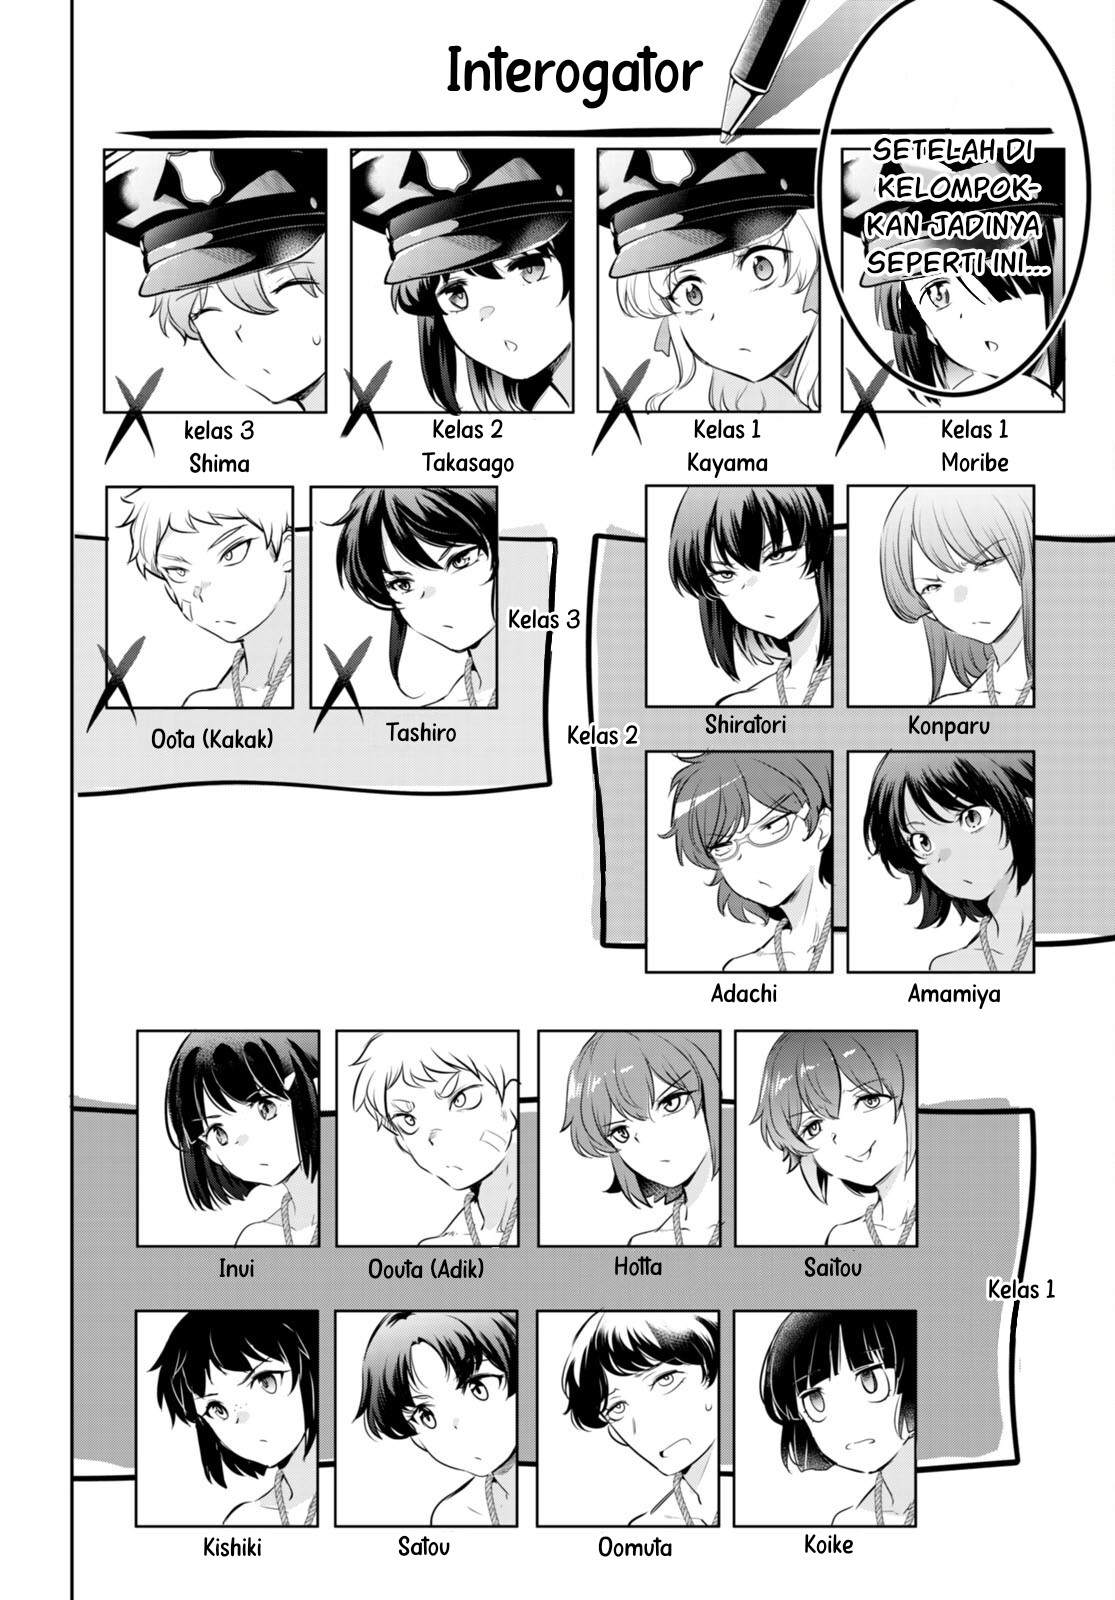 Interogator
SETELAH DI
KELOMPOK-
KAN JADINYA
SEPERTI INI...
kelas 3
Shima
Kelas 2
Takasago
Kelas 1
Kayama
Kelas 1
Moribe
Kelas 3
Oota (Kakak)
Tashiro
Kelas 2
Shiratori
Konparu
Adachi
Amamiya
Inui
Oouta (Adik)
Hotta
Saitou
Kelas 1
Kishiki
Satou
Oomuta
Koike